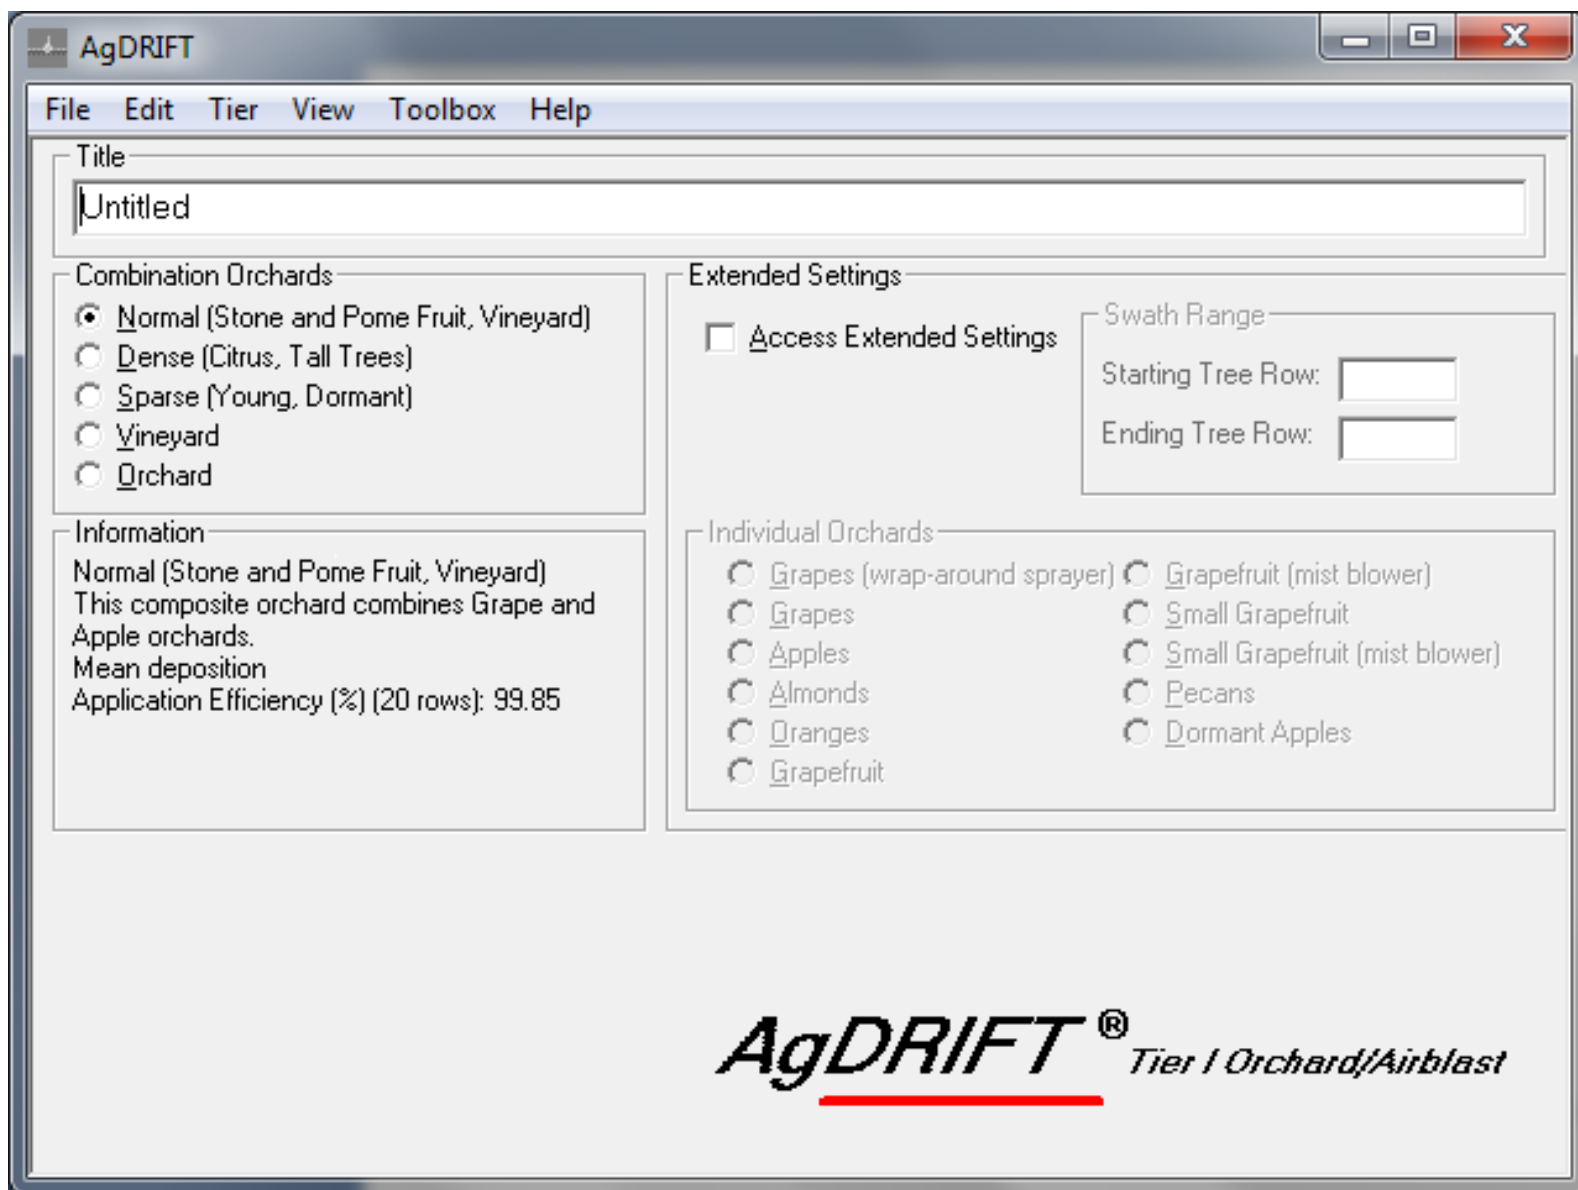 AgDRIFT
File Edit Tier View Toolbox Help
Title
Untitled
Combination Orchards
Normal (Stone and Pome Fruit, Vineyard)
Dense (Citrus, Tall Trees)
Sparse (Young, Dormant)
Vineyard
Orchard
Information
Normal (Stone and Pome Fruit, Vineyard)
This composite orchard combines Grape and
Apple orchards.
Mean deposition
Application Efficiency (%) (20 rows): 99.85
Extended Settings
Access Extended Settings
Swath Range
Starting Tree Row:
Ending Tree Row:
Individual Orchards
Grapes (wrap-around sprayer)
Grapes
Apples
Almonds
Oranges
Grapefruit
Grapefruit (mist blower)
Small Grapefruit
Small Grapefruit (mist blower)
Pecans
Dormant Apples
AgDRIFT® Tier I Orchard/Airblast